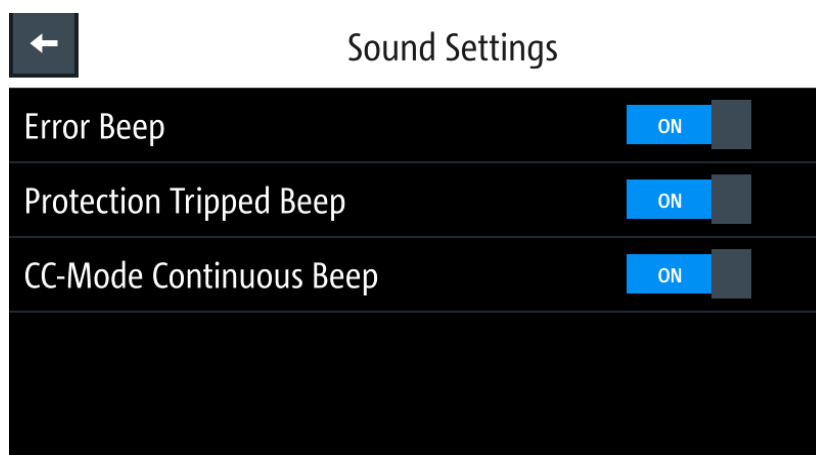 Sound Settings
Error Beep ON
Protection Tripped Beep ON
CC-Mode Continuous Beep ON